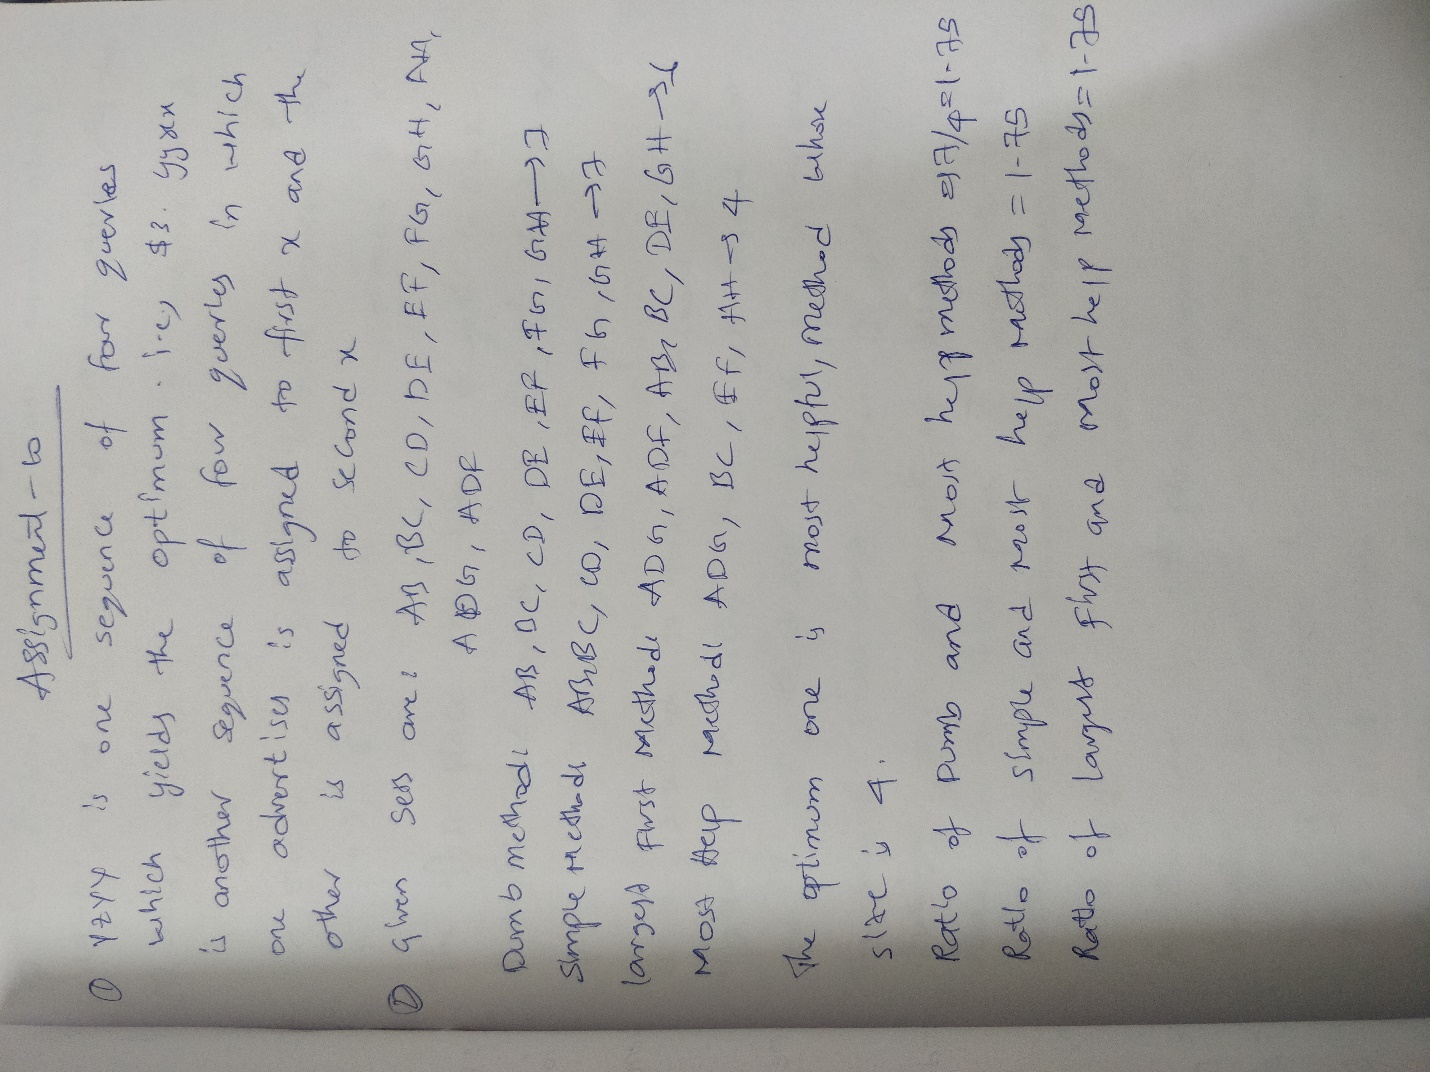 Assignment - 10
① YZYY is one sequence of four querles
which yields the optimum. i.e, $3. yyxx
is another sequence of four querles in which
one advertises is assigned to first x and the
other is assigned to second x
② Given sets are: AB, BC, CD, DE, EF, FG, GH, AH,
ADG, ADF
Dumb method: AB, BC, CD, DE, EF, FG, GH → 7
Simple Method: AB, BC, CD, DE, EF, FG, GH → 7
largest First Method: ADG, ADF, AB, BC, DE, GH → 6
Most Help Method: ADG, BC, EF, AH → 4
The optimum one is most helpful, method whose
size is 4.
Ratio of Dumb and Most help methods = 7/4 = 1.75
Ratio of simple and most help methods = 1.75
Ratio of largest first and most help methods = 1.75